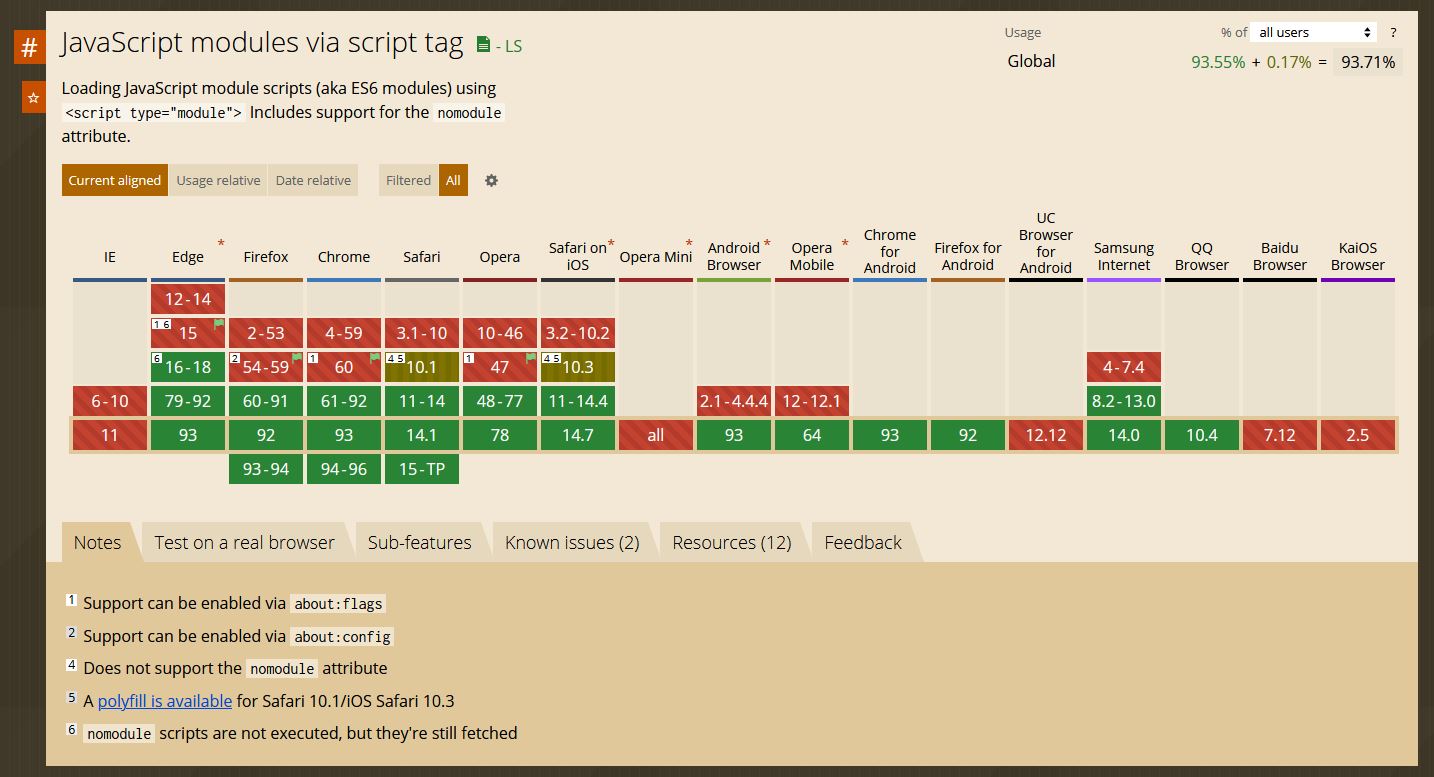 #
JavaScript modules via script tag - LS
Usage % of all users ?
Global 93.55% + 0.17% = 93.71%
☆
Loading JavaScript module scripts (aka ES6 modules) using
<script type="module"> Includes support for the nomodule
attribute.
Current aligned Usage relative Date relative Filtered All
IE Edge * Firefox Chrome Safari Opera Safari on iOS * Opera Mini * Android Browser * Opera Mobile * Chrome for Android Firefox for Android UC Browser for Android Samsung Internet QQ Browser Baidu Browser KaiOS Browser
12-14
1 6 15 2-53 4-59 3.1-10 10-46 3.2-10.2
6 16-18 2 54-59 1 60 4 5 10.1 1 47 4 5 10.3 4-7.4
6-10 79-92 60-91 61-92 11-14 48-77 11-14.4 2.1-4.4.4 12-12.1 8.2-13.0
11 93 92 93 14.1 78 14.7 all 93 64 93 92 12.12 14.0 10.4 7.12 2.5
93-94 94-96 15-TP
Notes Test on a real browser Sub-features Known issues (2) Resources (12) Feedback
1 Support can be enabled via about:flags
2 Support can be enabled via about:config
4 Does not support the nomodule attribute
5 A polyfill is available for Safari 10.1/iOS Safari 10.3
6 nomodule scripts are not executed, but they're still fetched